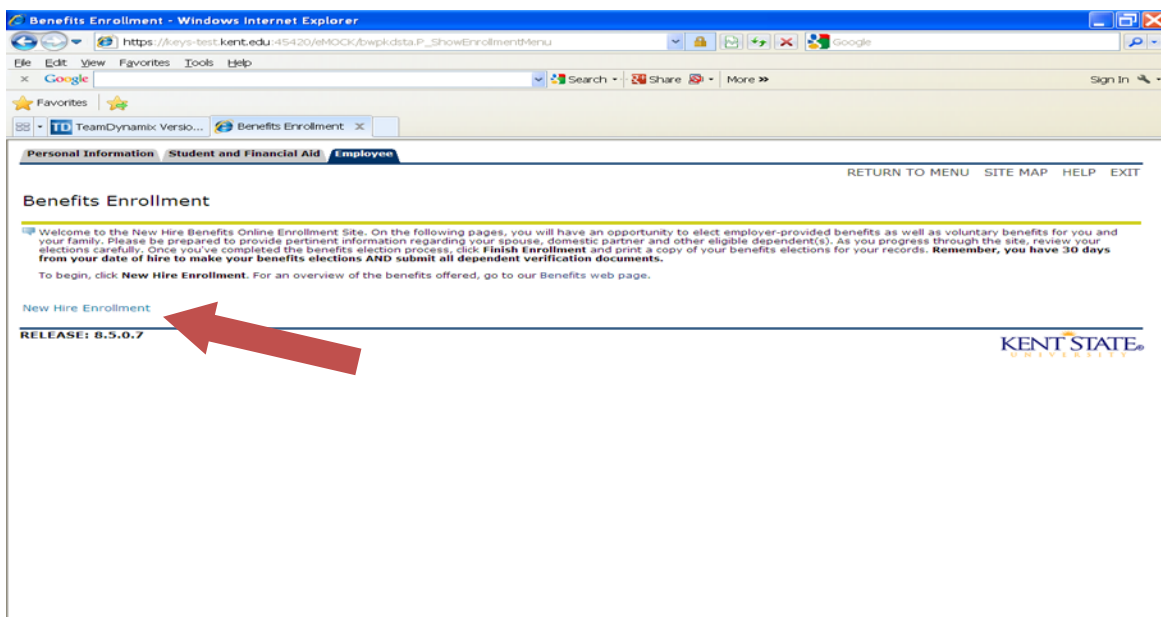 Benefits Enrollment - Windows Internet Explorer
https://keys-test.kent.edu:45420/eMOCK/bwpkdsta.P_ShowEnrollmentMenu
Google
File Edit View Favorites Tools Help
x Google Search Share More >> Sign In
Favorites
TD TeamDynamix Versio... Benefits Enrollment X
Personal Information Student and Financial Aid Employee
RETURN TO MENU SITE MAP HELP EXIT
Benefits Enrollment
Welcome to the New Hire Benefits Online Enrollment Site. On the following pages, you will have an opportunity to elect employer-provided benefits as well as voluntary benefits for you and
your family. Please be prepared to provide pertinent information regarding your spouse, domestic partner and other eligible dependent(s). As you progress through the site, review your
elections carefully. Once you've completed the benefits election process, click Finish Enrollment and print a copy of your benefits elections for your records. Remember, you have 30 days
from your date of hire to make your benefits elections AND submit all dependent verification documents.
To begin, click New Hire Enrollment. For an overview of the benefits offered, go to our Benefits web page.
New Hire Enrollment
RELEASE: 8.5.0.7
KENT STATE®
UNIVERSITY